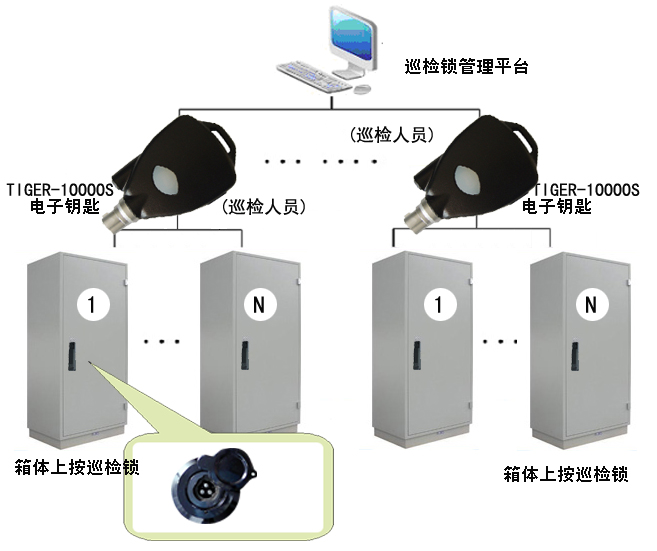 巡检锁管理平台
(巡检人员)
TIGER-10000S
电子钥匙
(巡检人员)
TIGER-10000S
电子钥匙
1
N
1
N
箱体上按巡检锁
箱体上按巡检锁